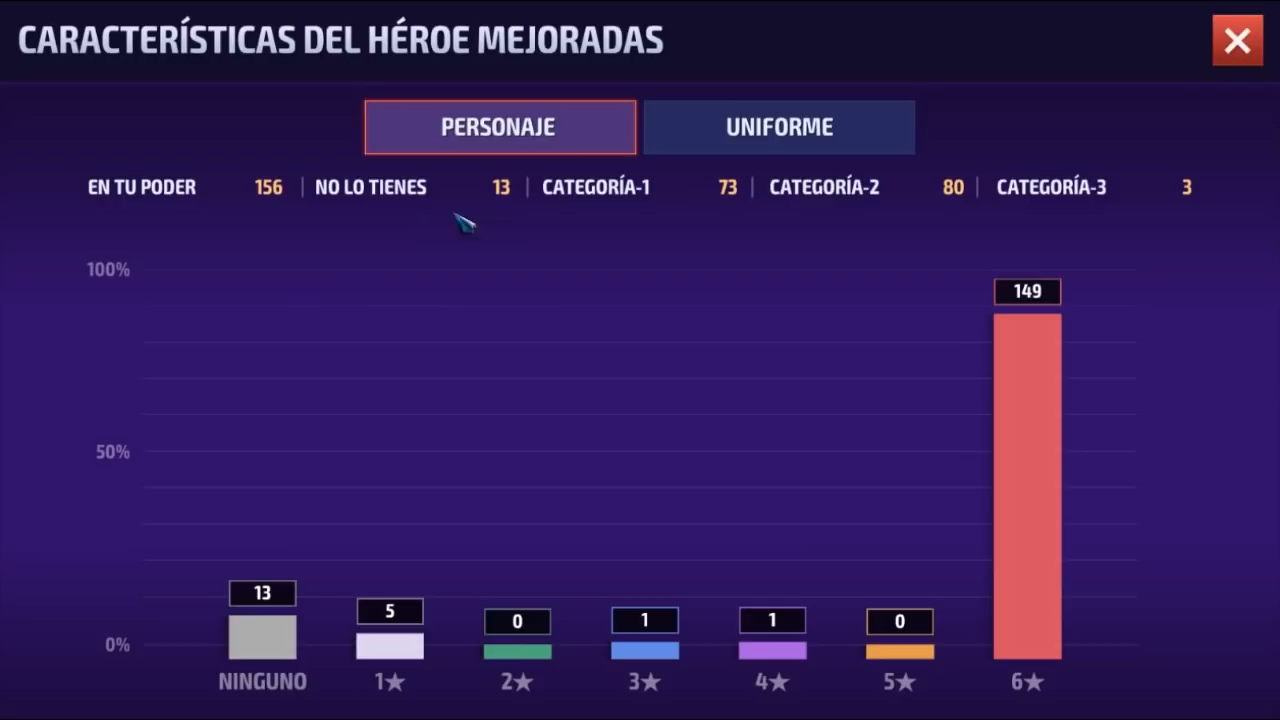 CARACTERÍSTICAS DEL HÉROE MEJORADAS
PERSONAJE UNIFORME
EN TU PODER 156 NO LO TIENES 13 CATEGORÍA-1 73 CATEGORÍA-2 80 CATEGORÍA-3 3
100%
149
50%
13 5 0 1 1 0
0%
NINGUNO 1★ 2★ 3★ 4★ 5★ 6★